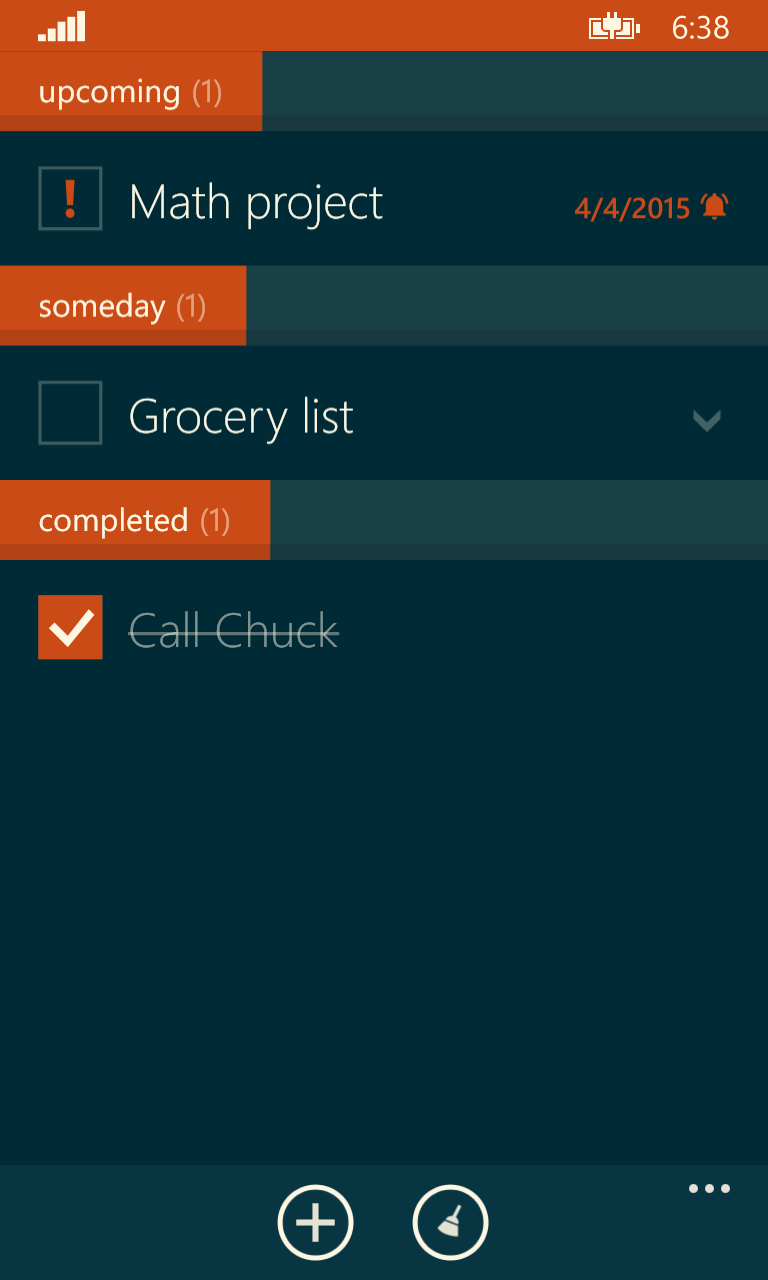 6:38
upcoming (1)
! Math project 4/4/2015
someday (1)
Grocery list
completed (1)
Call Chuck